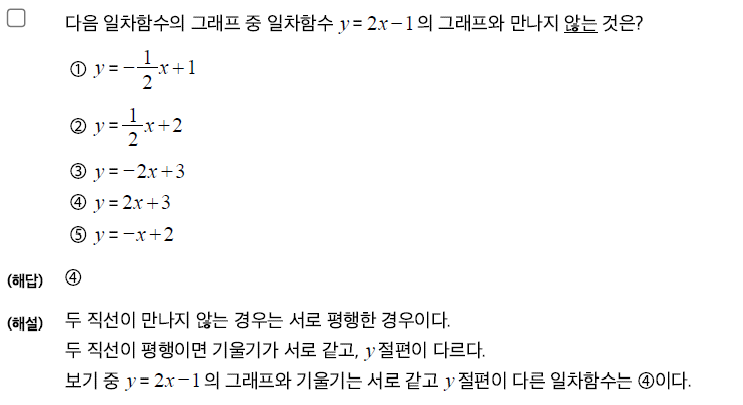 다음 일차함수의 그래프 중 일차함수 y=2x-1의 그래프와 만나지 않는 것은?
① y=-\frac{1}{2}x+1
② y=\frac{1}{2}x+2
③ y=-2x+3
④ y=2x+3
⑤ y=-x+2
(해답) ④
(해설) 두 직선이 만나지 않는 경우는 서로 평행한 경우이다.
두 직선이 평행이면 기울기가 서로 같고, y절편이 다르다.
보기 중 y=2x-1의 그래프와 기울기는 서로 같고 y절편이 다른 일차함수는 ④이다.